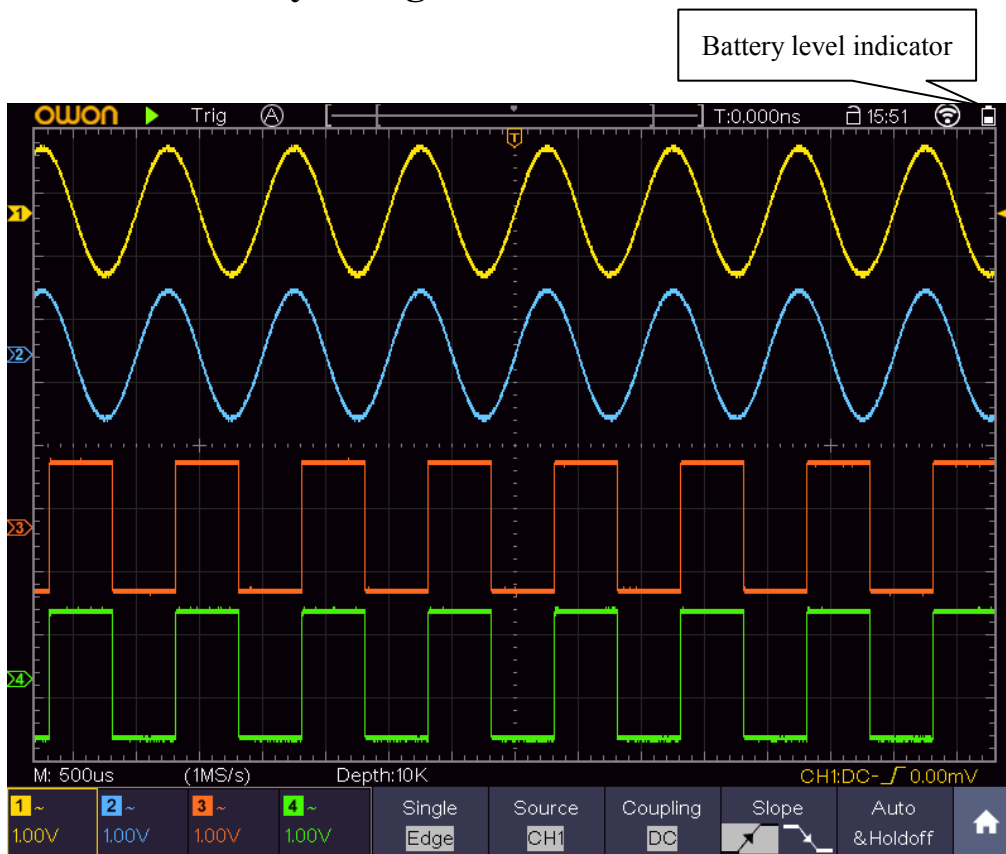 Battery level indicator
OWON Trig A T:0.000ns 15:51
T
1
2
3
4
M: 500us (1MS/s) Depth:10K CH1:DC- 0.00mV
1 ~ 2 ~ 3 ~ 4 ~ Single Source Coupling Slope Auto
1.00V 1.00V 1.00V 1.00V Edge CH1 DC &Holdoff